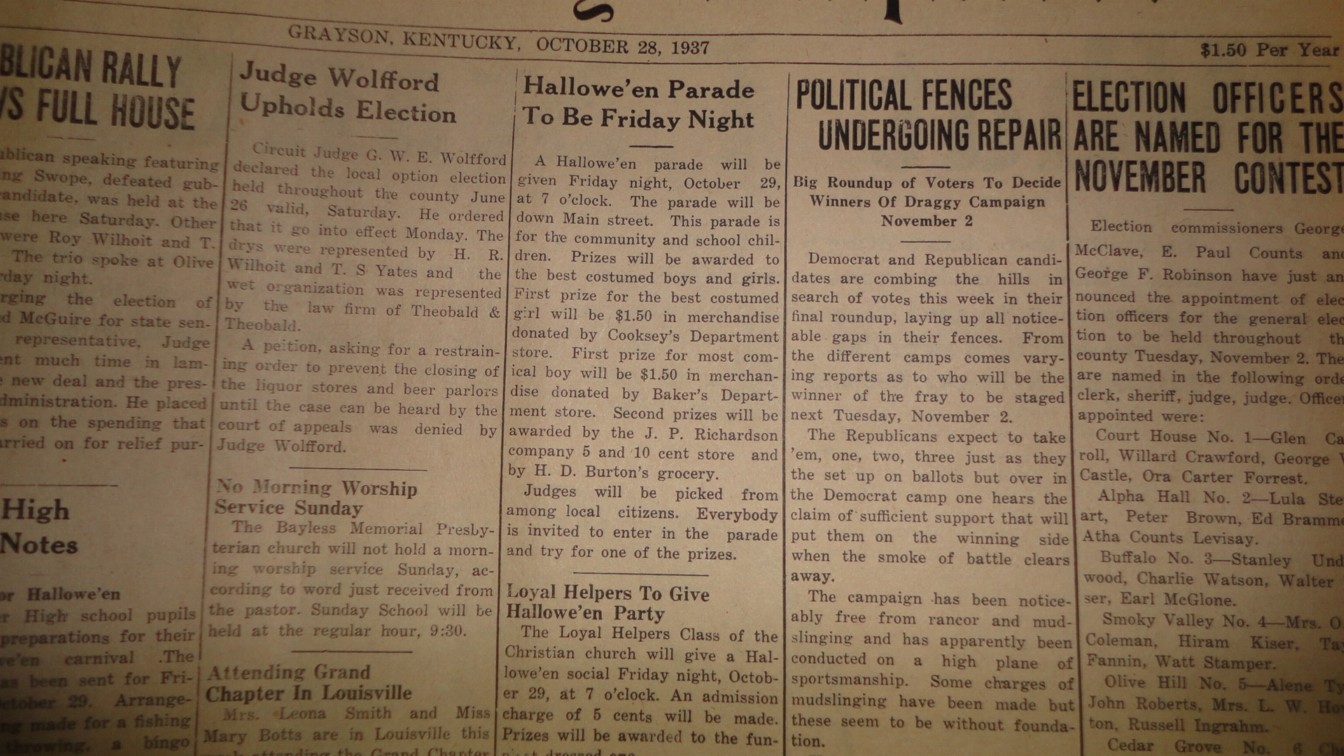 GRAYSON, KENTUCKY, OCTOBER 28, 1937
$1.50 Per Year
BLICAN RALLY
FULL HOUSE
speaking featuring
Swope, defeated gub-
was held at the
here Saturday. Other
were Roy Wilhoit and T.
The trio spoke at Olive
night.
the election of
McGuire for state sen-
representative, Judge
much time in lam-
new deal and the pres-
He placed
on the spending that
on for relief pur-
High
Notes
Hallowe'en
High school pupils
preparations for their
carnival .The
been sent for Fri-
29. Arrange-
made for a fishing
throwing, a bingo
Judge Wolfford
Upholds Election
Circuit Judge G. W. E. Wolfford
declared the local option election
held throughout the county June
26 valid, Saturday. He ordered
that it go into effect Monday. The
drys were represented by H. R.
Wilhoit and T. S Yates and the
wet organization was represented
by the law firm of Theobald &
Theobald.
A peition, asking for a restrain-
ing order to prevent the closing of
the liquor stores and beer parlors
until the case can be heard by the
court of appeals was denied by
Judge Wolfford.
No Morning Worship
Service Sunday
The Bayless Memorial Presby-
terian church will not hold a morn-
ing worship service Sunday, ac-
cording to word just received from
the pastor. Sunday School will be
held at the regular hour, 9:30.
Attending Grand
Chapter In Louisville
Mrs. Leona Smith and Miss
Mary Botts are in Louisville this
attending the Grand Chapter
Hallowe'en Parade
To Be Friday Night
A Hallowe'en parade will be
given Friday night, October 29,
at 7 o'clock. The parade will be
down Main street. This parade is
for the community and school chil-
dren. Prizes will be awarded to
the best costumed boys and girls.
First prize for the best costumed
girl will be $1.50 in merchandise
donated by Cooksey's Department
store. First prize for most com-
ical boy will be $1.50 in merchan-
dise donated by Baker's Depart-
ment store. Second prizes will be
awarded by the J. P. Richardson
company 5 and 10 cent store and
by H. D. Burton's grocery.
Judges will be picked from
among local citizens. Everybody
is invited to enter in the parade
and try for one of the prizes.
Loyal Helpers To Give
Hallowe'en Party
The Loyal Helpers Class of the
Christian church will give a Hal-
lowe'en social Friday night, Octob-
er 29, at 7 o'clock. An admission
charge of 5 cents will be made.
Prizes will be awarded to the fun-
POLITICAL FENCES
UNDERGOING REPAIR
Big Roundup of Voters To Decide
Winners Of Draggy Campaign
November 2
Democrat and Republican candi-
dates are combing the hills in
search of votes this week in their
final roundup, laying up all notice-
able gaps in their fences. From
the different camps comes vary-
ing reports as to who will be the
winner of the fray to be staged
next Tuesday, November 2.
The Republicans expect to take
'em, one, two, three just as they
the set up on ballots but over in
the Democrat camp one hears the
claim of sufficient support that will
put them on the winning side
when the smoke of battle clears
away.
The campaign has been notice-
ably free from rancor and mud-
slinging and has apparently been
conducted on a high plane of
sportsmanship. Some charges of
mudslinging have been made but
these seem to be without founda-
tion.
ELECTION OFFICERS
ARE NAMED FOR THE
NOVEMBER CONTEST
Election commissioners George
McClave, E. Paul Counts and
George F. Robinson have just an
nounced the appointment of elec
tion officers for the general elec
tion to be held throughout th
county Tuesday, November 2. The
are named in the following orde
clerk, sheriff, judge, judge. Officer
appointed were:
Court House No. 1—Glen Ca
roll, Willard Crawford, George
Castle, Ora Carter Forrest.
Alpha Hall No. 2—Lula Ste
art, Peter Brown, Ed Bramm
Atha Counts Levisay.
Buffalo No. 3—Stanley Und
wood, Charlie Watson, Walter
ser, Earl McGlone.
Smoky Valley No. 4—Mrs. O.
Coleman, Hiram Kiser, Tay
Fannin, Watt Stamper.
Olive Hill No. 5—Alene Ty
John Roberts, Mrs. L. W. Ho
ton, Russell Ingrahm.
Cedar Grove No. 6